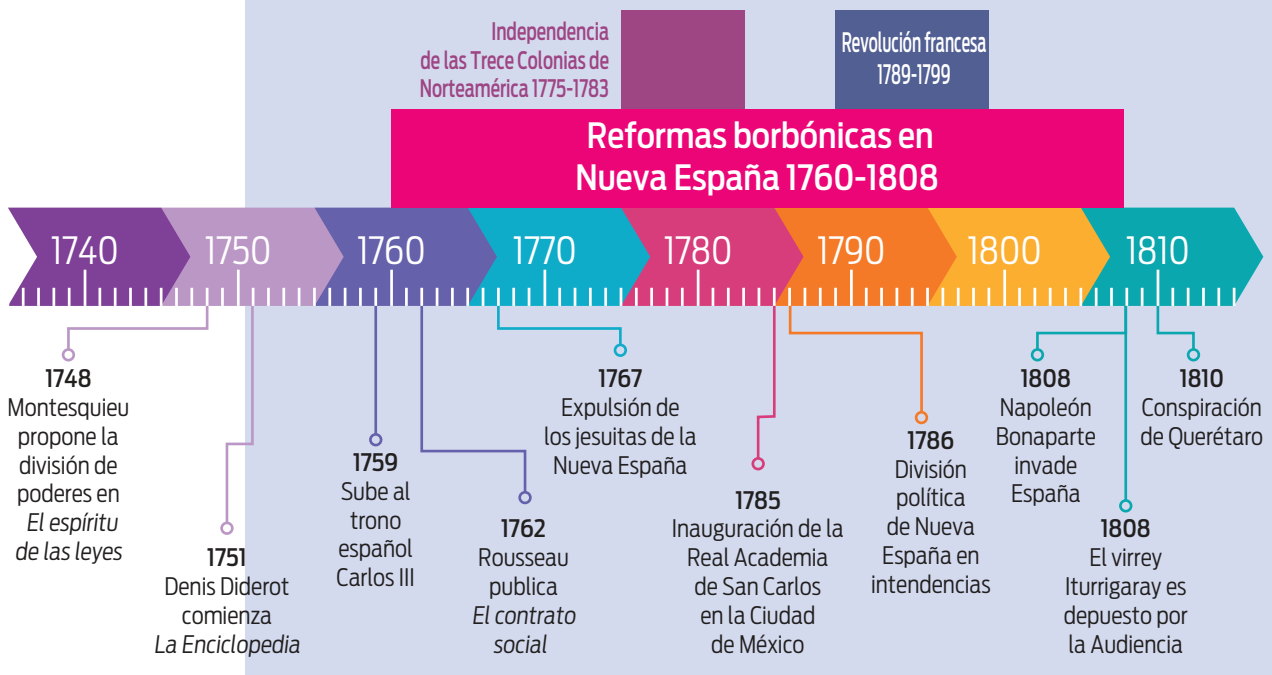 Independencia
de las Trece Colonias de
Norteamérica 1775-1783
Revolución francesa
1789-1799
Reformas borbónicas en
Nueva España 1760-1808
1740
1750
1760
1770
1780
1790
1800
1810
1748
Montesquieu
propone la
división de
poderes en
El espíritu
de las leyes
1751
Denis Diderot
comienza
La Enciclopedia
1759
Sube al
trono
español
Carlos III
1762
Rousseau
publica
El contrato
social
1767
Expulsión de
los jesuitas de la
Nueva España
1785
Inauguración de la
Real Academia
de San Carlos
en la Ciudad
de México
1786
División
política
de Nueva
España en
intendencias
1808
Napoleón
Bonaparte
invade
España
1808
El virrey
Iturrigaray es
depuesto por
la Audiencia
1810
Conspiración
de Querétaro